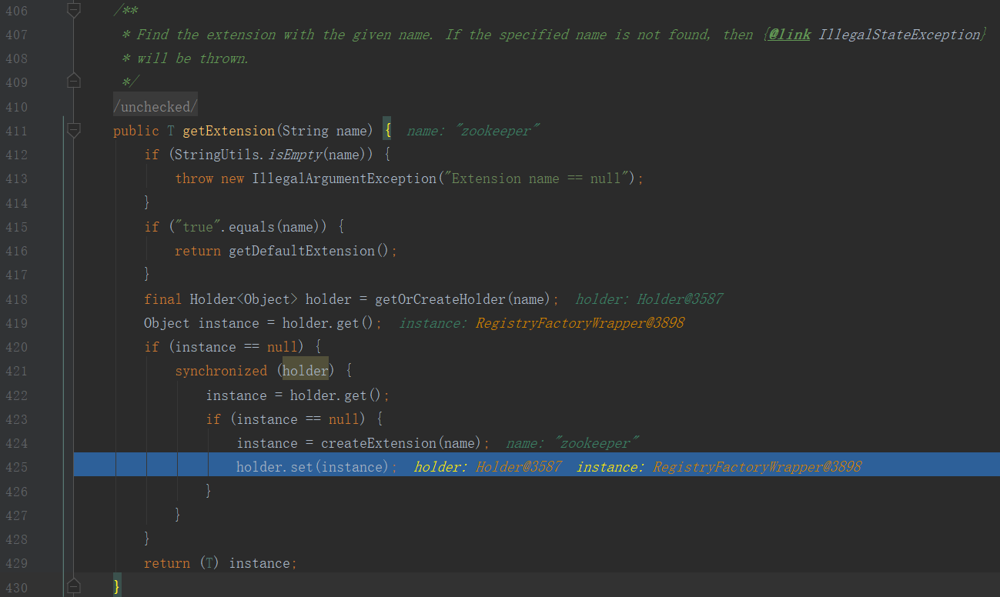 406 /**
407 * Find the extension with the given name. If the specified name is not found, then {@link IllegalStateException}
408 * will be thrown.
409 */
410 /unchecked/
411 public T getExtension(String name) { name: "zookeeper"
412 if (StringUtils.isEmpty(name)) {
413 throw new IllegalArgumentException("Extension name == null");
414 }
415 if ("true".equals(name)) {
416 return getDefaultExtension();
417 }
418 final Holder<Object> holder = getOrCreateHolder(name); holder: Holder@3587
419 Object instance = holder.get(); instance: RegistryFactoryWrapper@3898
420 if (instance == null) {
421 synchronized (holder) {
422 instance = holder.get();
423 if (instance == null) {
424 instance = createExtension(name); name: "zookeeper"
425 holder.set(instance); holder: Holder@3587 instance: RegistryFactoryWrapper@3898
426 }
427 }
428 }
429 return (T) instance;
430 }